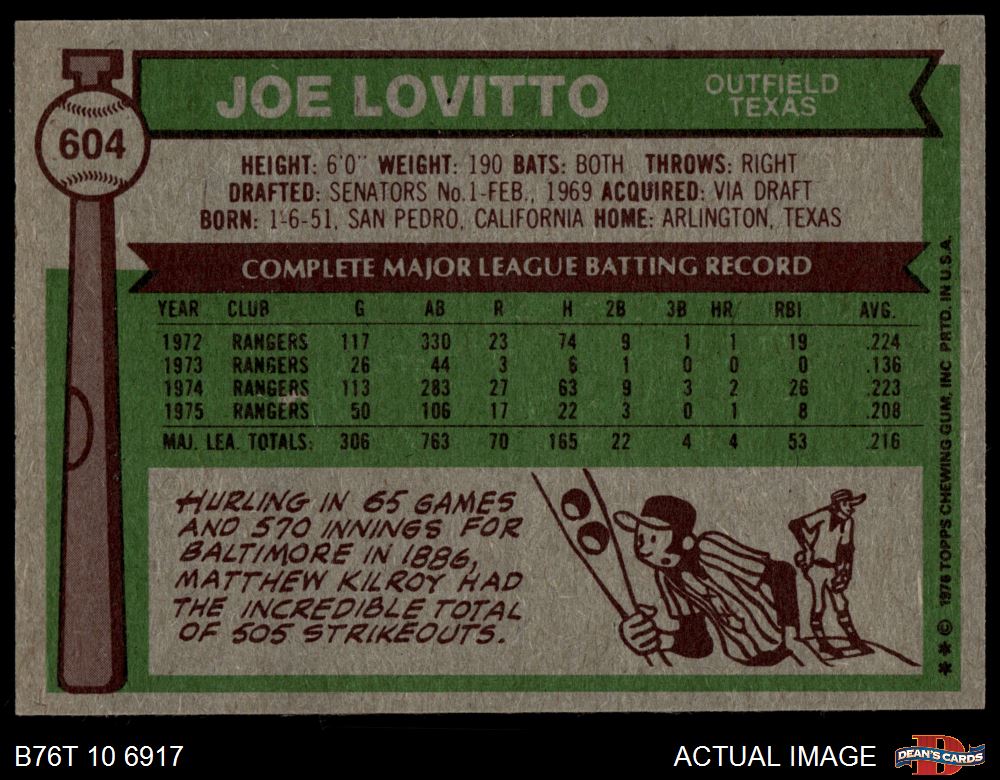 JOE LOVITTO
OUTFIELD
TEXAS
604
HEIGHT: 6'0" WEIGHT: 190 BATS: BOTH THROWS: RIGHT
DRAFTED: SENATORS No.1-FEB., 1969 ACQUIRED: VIA DRAFT
BORN: 1-6-51, SAN PEDRO, CALIFORNIA HOME: ARLINGTON, TEXAS
COMPLETE MAJOR LEAGUE BATTING RECORD
YEAR CLUB G AB R H 2B 3B HR RBI AVG.
1972 RANGERS 117 330 23 74 9 1 1 19 .224
1973 RANGERS 26 44 3 6 1 0 0 0 .136
1974 RANGERS 113 283 27 63 9 3 2 26 .223
1975 RANGERS 50 106 17 22 3 0 1 8 .208
MAJ. LEA. TOTALS: 306 763 70 165 22 4 4 53 .216
HURLING IN 65 GAMES
AND 570 INNINGS FOR
BALTIMORE IN 1886,
MATTHEW KILROY HAD
THE INCREDIBLE TOTAL
OF 505 STRIKEOUTS.
** © 1976 TOPPS CHEWING GUM, INC PRTD. IN U.S.A.
B76T 10 6917
ACTUAL IMAGE
D
DEAN'S CARDS